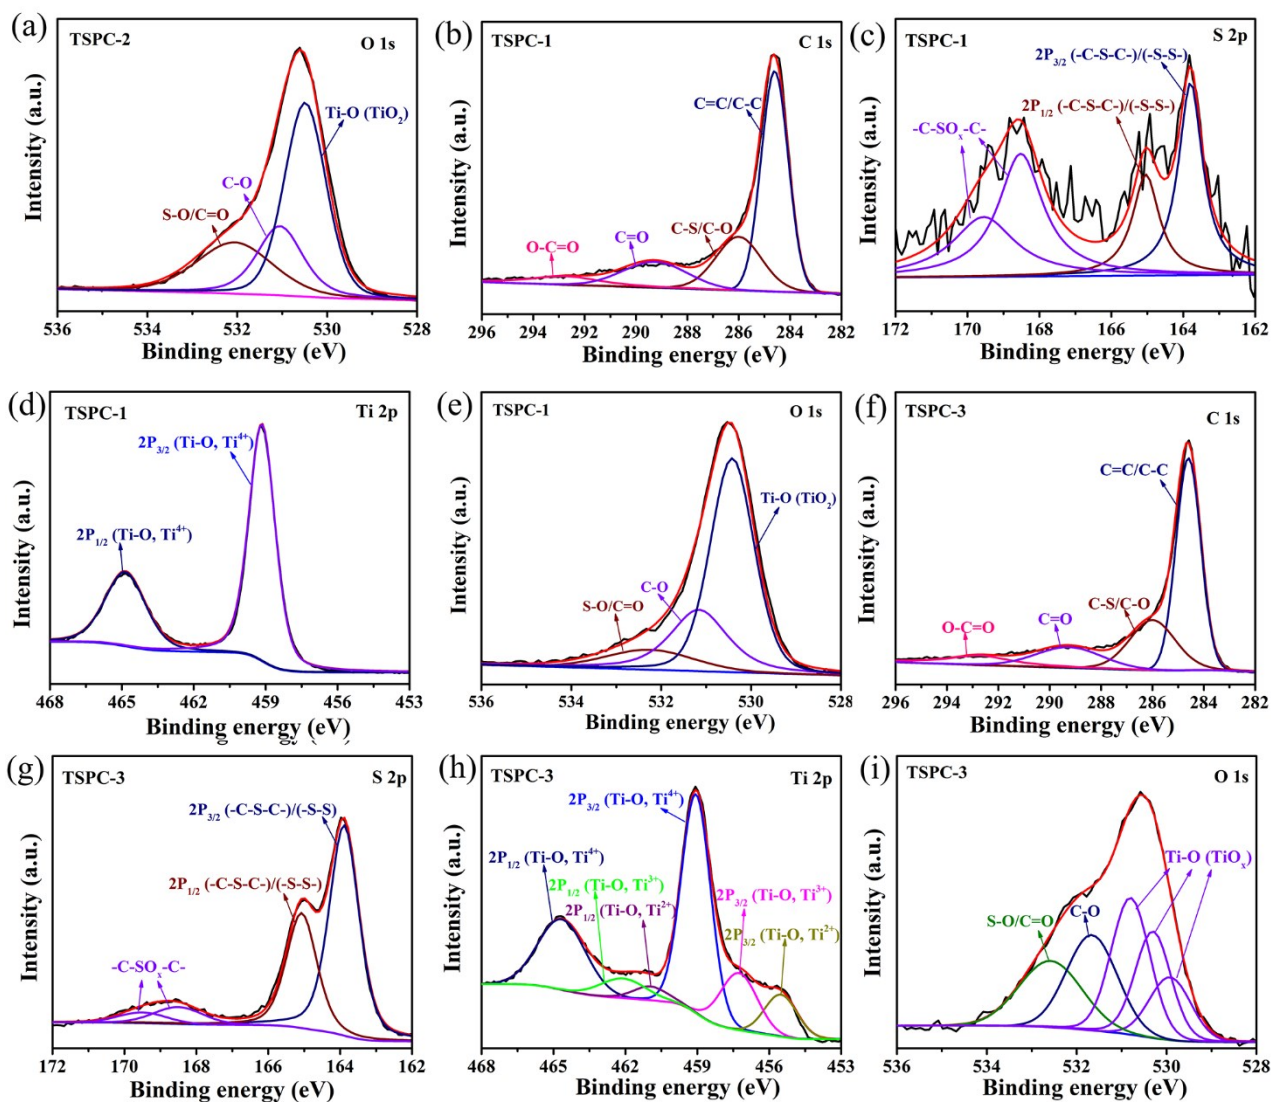 (a)
TSPC-2
O 1s
Ti-O (TiO2)
C-O
S-O/C=O
Intensity (a.u.)
536 534 532 530 528
Binding energy (eV)
(b)
TSPC-1
C 1s
C=C/C-C
C-S/C-O
C=O
O-C=O
Intensity (a.u.)
296 294 292 290 288 286 284 282
Binding energy (eV)
(c)
TSPC-1
S 2p
2P3/2 (-C-S-C-)/(-S-S-)
2P1/2 (-C-S-C-)/(-S-S-)
-C-SOx-C-
Intensity (a.u.)
172 170 168 166 164 162
Binding energy (eV)
(d)
TSPC-1
Ti 2p
2P3/2 (Ti-O, Ti4+)
2P1/2 (Ti-O, Ti4+)
Intensity (a.u.)
468 465 462 459 456 453
Binding energy (eV)
(e)
TSPC-1
O 1s
Ti-O (TiO2)
C-O
S-O/C=O
Intensity (a.u.)
536 534 532 530 528
Binding energy (eV)
(f)
TSPC-3
C 1s
C=C/C-C
C-S/C-O
C=O
O-C=O
Intensity (a.u.)
296 294 292 290 288 286 284 282
Binding energy (eV)
(g)
TSPC-3
S 2p
2P3/2 (-C-S-C-)/(-S-S)
2P1/2 (-C-S-C-)/(-S-S-)
-C-SOx-C-
Intensity (a.u.)
172 170 168 166 164 162
Binding energy (eV)
(h)
TSPC-3
Ti 2p
2P3/2 (Ti-O, Ti4+)
2P1/2 (Ti-O, Ti4+)
2P1/2 (Ti-O, Ti3+)
2P1/2 (Ti-O, Ti2+)
2P3/2 (Ti-O, Ti3+)
2P3/2 (Ti-O, Ti2+)
Intensity (a.u.)
468 465 462 459 456 453
Binding energy (eV)
(i)
TSPC-3
O 1s
Ti-O (TiOx)
C-O
S-O/C=O
Intensity (a.u.)
536 534 532 530 528
Binding energy (eV)